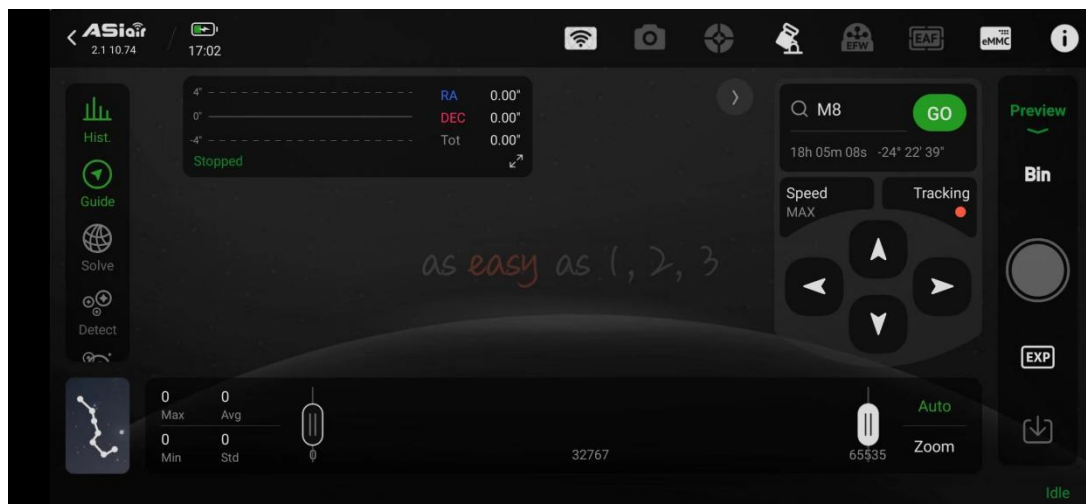 ASiair
2.1 10.74
17:02
EFW
EAF
eMMC
i
Hist.
Guide
Solve
Detect
4"
0"
-4"
Stopped
RA 0.00"
DEC 0.00"
Tot 0.00"
M8
GO
18h 05m 08s -24° 22' 39"
Speed
MAX
Tracking
Preview
Bin
EXP
as easy as 1, 2, 3
0 0
Max Avg
0 0
Min Std
0
32767
65535
Auto
Zoom
Idle